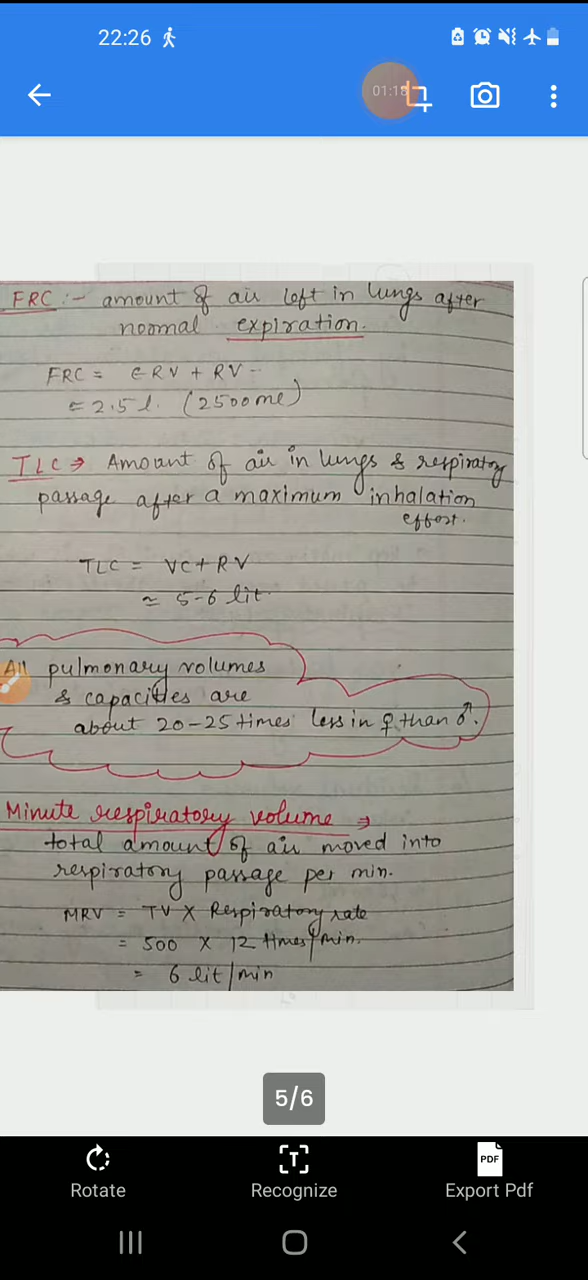 22:26
01:18
FRC :- amount of air left in lungs after
normal expiration.
FRC = ERV + RV -
= 2.5 l. (2500ml)
TLC ⇒ Amount of air in lungs & respiratory
passage after a maximum inhalation
effort.
TLC = VC + RV
≈ 5-6 lit.
All pulmonary volumes
& capacities are
about 20-25 times less in ♀ than ♂.
Minute respiratory volume ⇒
total amount of air moved into
respiratory passage per min.
MRV = TV X Respiratory rate
= 500 X 12 times/min.
= 6 lit/min
5/6
PDF
Rotate
Recognize
Export Pdf